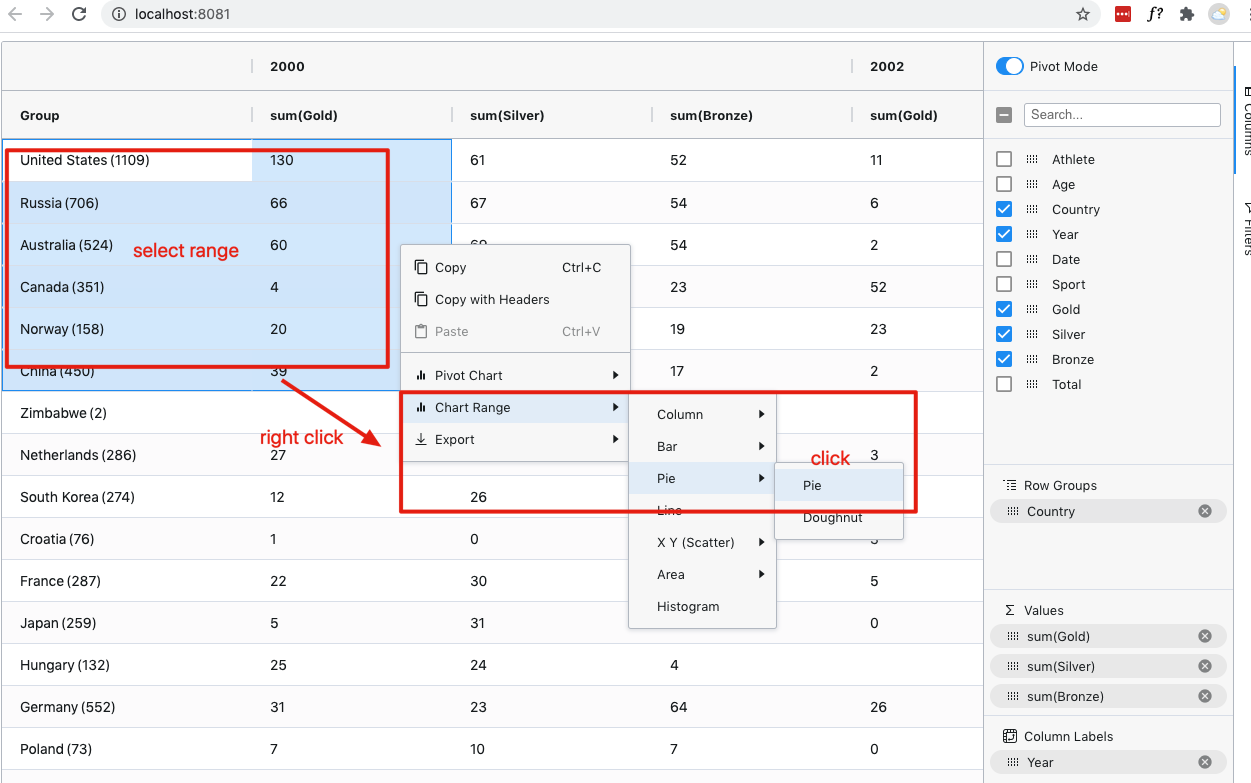 localhost:8081
f?
2000 2002
Group sum(Gold) sum(Silver) sum(Bronze) sum(Gold)
United States (1109) 130 61 52 11
Russia (706) 66 67 54 6
Australia (524) 60 69 54 2
Canada (351) 4 23 52
Norway (158) 20 19 23
China (450) 39 17 2
Zimbabwe (2)
Netherlands (286) 27 3
South Korea (274) 12 26
Croatia (76) 1 0
France (287) 22 30 5
Japan (259) 5 31 0
Hungary (132) 25 24 4
Germany (552) 31 23 64 26
Poland (73) 7 10 7 0
select range
right click
click
Copy Ctrl+C
Copy with Headers
Paste Ctrl+V
Pivot Chart
Chart Range
Export
Column
Bar
Pie
Line
X Y (Scatter)
Area
Histogram
Pie
Doughnut
Pivot Mode
Search...
Athlete
Age
Country
Year
Date
Sport
Gold
Silver
Bronze
Total
Row Groups
Country
Values
sum(Gold)
sum(Silver)
sum(Bronze)
Column Labels
Year
Columns
Filters